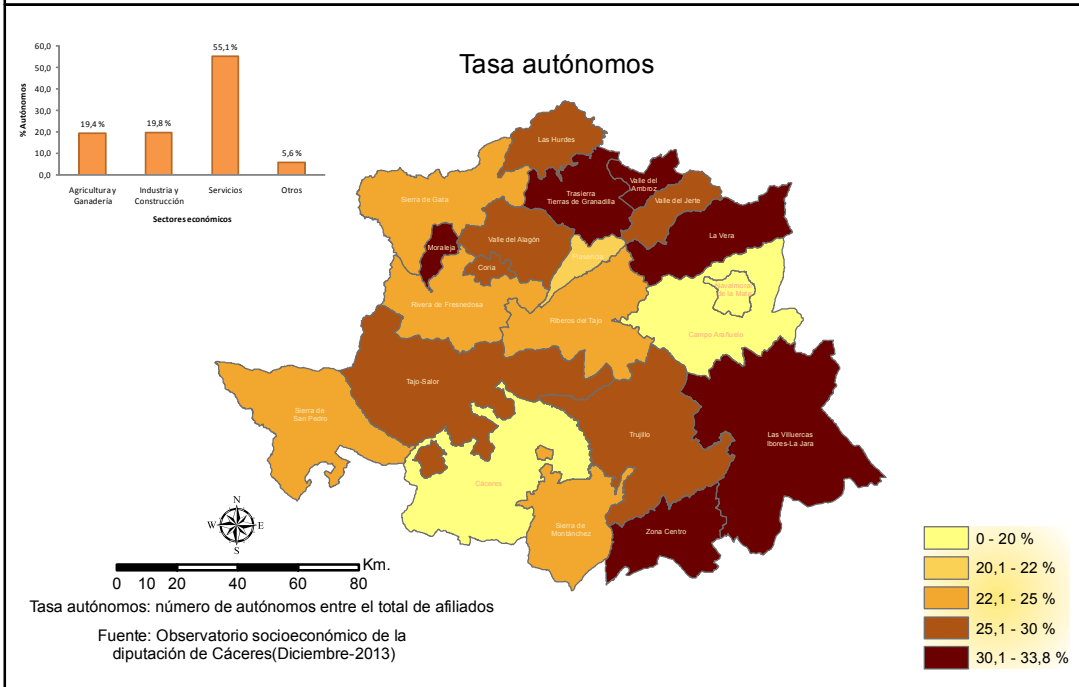 Tasa autónomos
60,0
50,0
40,0
30,0
20,0
10,0
0,0
% Autónomos
19,4 %
19,8 %
55,1 %
5,6 %
Agricultura y
Ganadería
Industria y
Construcción
Servicios
Otros
Sectores económicos
Las Hurdes
Sierra de Gata
Trasierra
Tierras de Granadilla
Valle del
Ambroz
Valle del Jerte
La Vera
Moraleja
Valle del Alagón
Coria
Plasencia
Navalmoral
de la Mata
Rivera de Fresnedosa
Riberos del Tajo
Campo Arañuelo
Tajo-Salor
Sierra de
San Pedro
Trujillo
Las Villuercas
Ibores-La Jara
Cáceres
Sierra de
Montánchez
Zona Centro
N
W
E
S
Km.
0 10 20 40 60 80
Tasa autónomos: número de autónomos entre el total de afiliados
Fuente: Observatorio socioeconómico de la
diputación de Cáceres(Diciembre-2013)
0 - 20 %
20,1 - 22 %
22,1 - 25 %
25,1 - 30 %
30,1 - 33,8 %